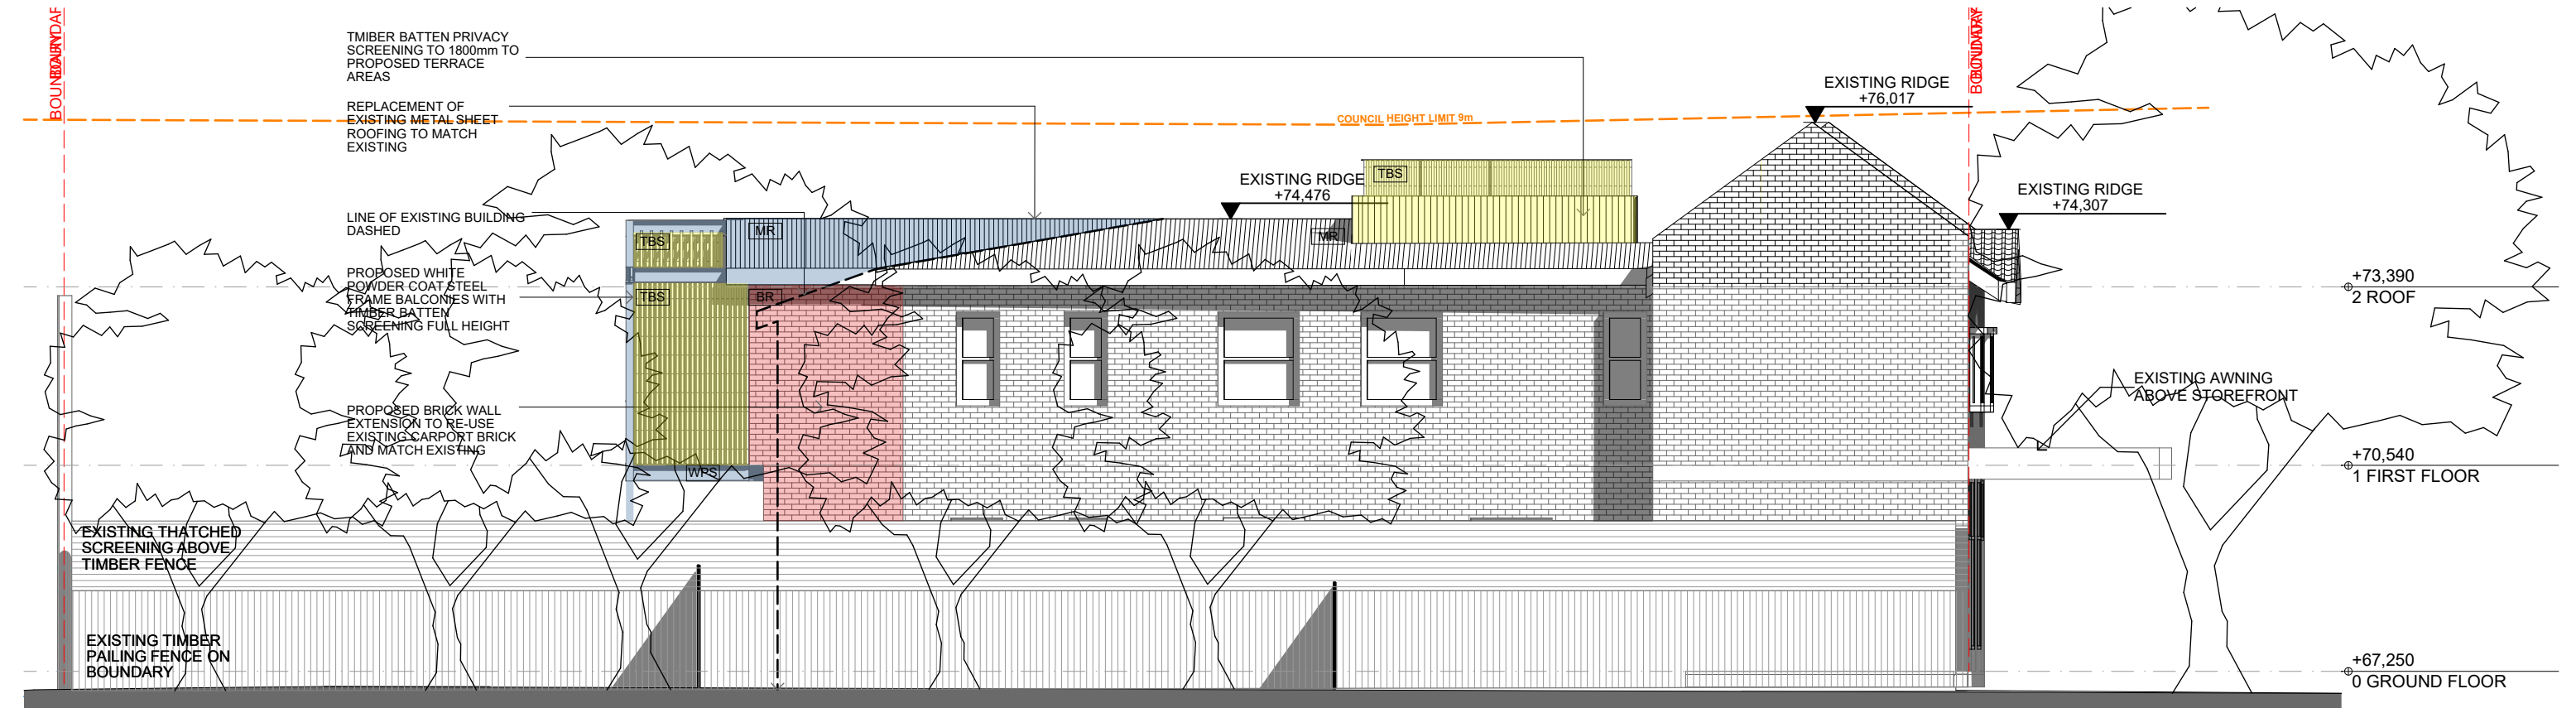 BOUNDARY
BOUNDARY
TMIBER BATTEN PRIVACY
SCREENING TO 1800mm TO
PROPOSED TERRACE
AREAS
REPLACEMENT OF
EXISTING METAL SHEET
ROOFING TO MATCH
EXISTING
LINE OF EXISTING BUILDING
DASHED
PROPOSED WHITE
POWDER COAT STEEL
FRAME BALCONIES WITH
TIMBER BATTEN
SCREENING FULL HEIGHT
PROPOSED BRICK WALL
EXTENSION TO RE-USE
EXISTING CARPORT BRICK
AND MATCH EXISTING
EXISTING THATCHED
SCREENING ABOVE
TIMBER FENCE
EXISTING TIMBER
PAILING FENCE ON
BOUNDARY
TBS
TBS
MR
BR
WPS
COUNCIL HEIGHT LIMIT 9m
EXISTING RIDGE
+74,476
MR
TBS
EXISTING RIDGE
+76,017
EXISTING RIDGE
+74,307
EXISTING AWNING
ABOVE STOREFRONT
+73,390
2 ROOF
+70,540
1 FIRST FLOOR
+67,250
0 GROUND FLOOR